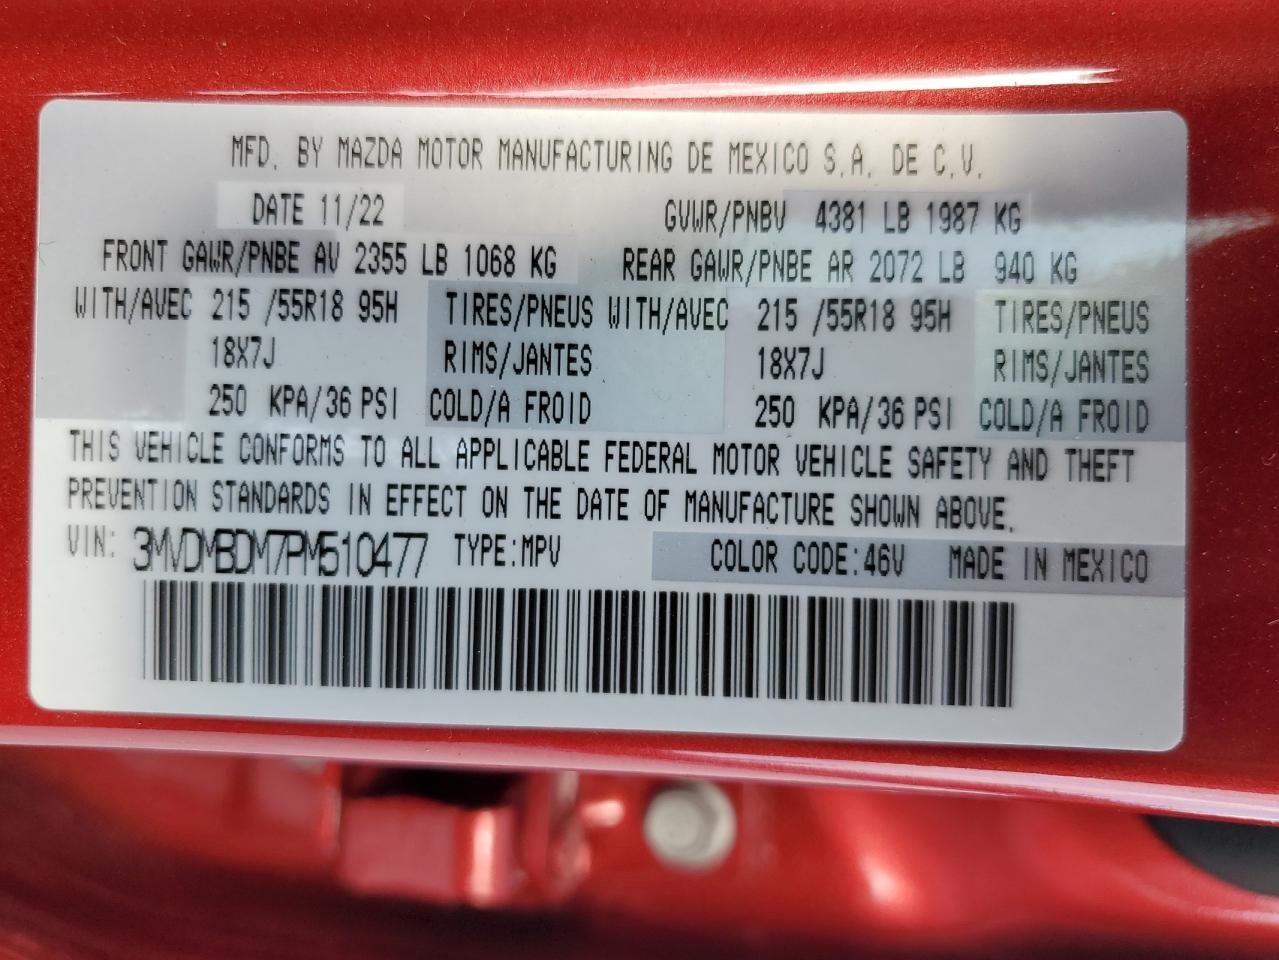 MFD. BY MAZDA MOTOR MANUFACTURING DE MEXICO S.A. DE C.V.
DATE 11/22 GVWR/PNBV 4381 LB 1987 KG
FRONT GAWR/PNBE AV 2355 LB 1068 KG REAR GAWR/PNBE AR 2072 LB 940 KG
WITH/AVEC 215 /55R18 95H TIRES/PNEUS WITH/AVEC 215 /55R18 95H TIRES/PNEUS
18X7J RIMS/JANTES 18X7J RIMS/JANTES
250 KPA/36 PSI COLD/A FROID 250 KPA/36 PSI COLD/A FROID
THIS VEHICLE CONFORMS TO ALL APPLICABLE FEDERAL MOTOR VEHICLE SAFETY AND THEFT
PREVENTION STANDARDS IN EFFECT ON THE DATE OF MANUFACTURE SHOWN ABOVE.
VIN: 3MVDMBDM7PM510477 TYPE:MPV COLOR CODE:46V MADE IN MEXICO